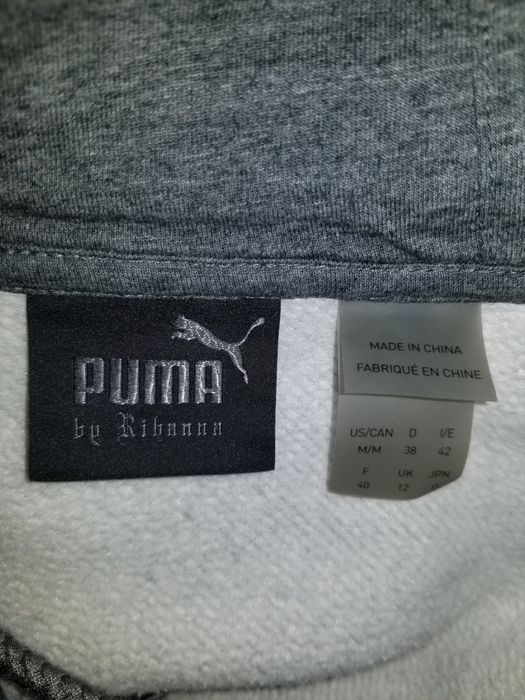 PUMA
by Rihanna
MADE IN CHINA
FABRIQUÉ EN CHINE
US/CAN D I/E
M/M 38 42
F UK JPN
40 12